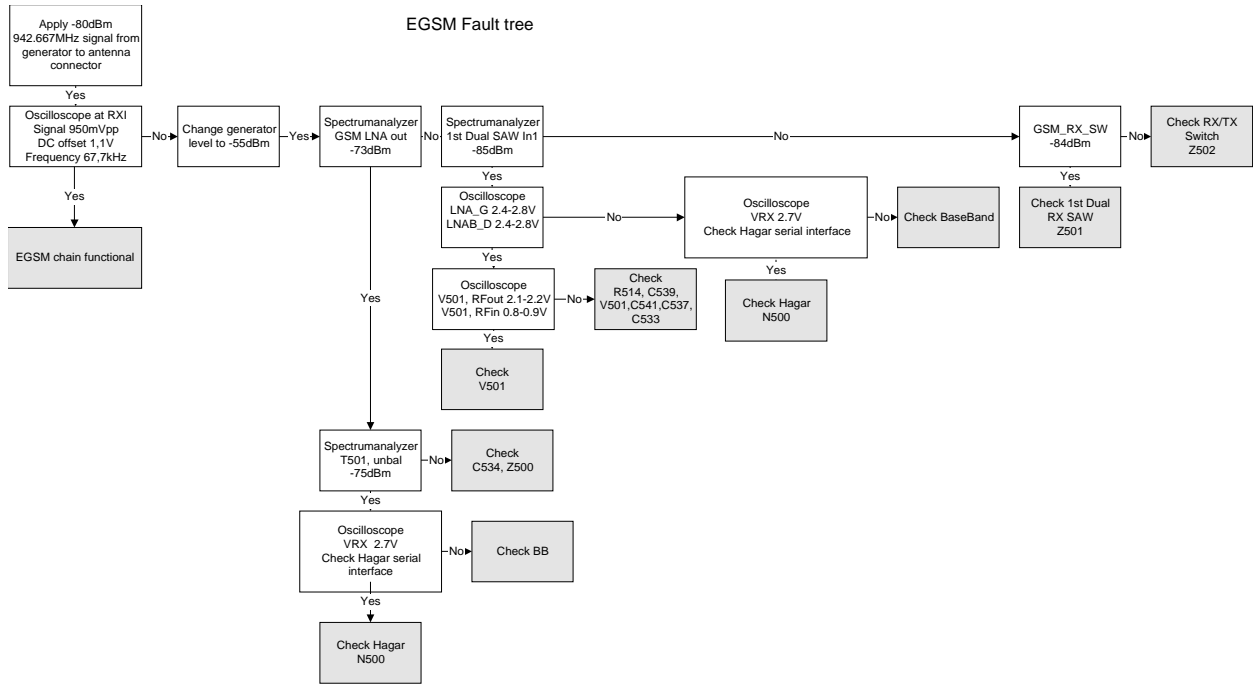 EGSM Fault tree
Apply -80dBm
942.667MHz signal from
generator to antenna
connector
Yes
Oscilloscope at RXI
Signal 950mVpp
DC offset 1,1V
Frequency 67,7kHz
No
Change generator
level to -55dBm
Yes
Spectrumanalyzer
GSM LNA out
-73dBm
No
Spectrumanalyzer
1st Dual SAW In1
-85dBm
No
GSM_RX_SW
-84dBm
No
Check RX/TX
Switch
Z502
Yes
EGSM chain functional
Yes
Oscilloscope
LNA_G 2.4-2.8V
LNAB_D 2.4-2.8V
No
Oscilloscope
VRX 2.7V
Check Hagar serial interface
No
Check BaseBand
Yes
Check 1st Dual
RX SAW
Z501
Yes
Oscilloscope
V501, RFout 2.1-2.2V
V501, RFin 0.8-0.9V
No
Check
R514, C539,
V501,C541,C537,
C533
Yes
Check Hagar
N500
Yes
Check
V501
Yes
Spectrumanalyzer
T501, unbal
-75dBm
No
Check
C534, Z500
Yes
Oscilloscope
VRX 2.7V
Check Hagar serial
interface
No
Check BB
Yes
Check Hagar
N500